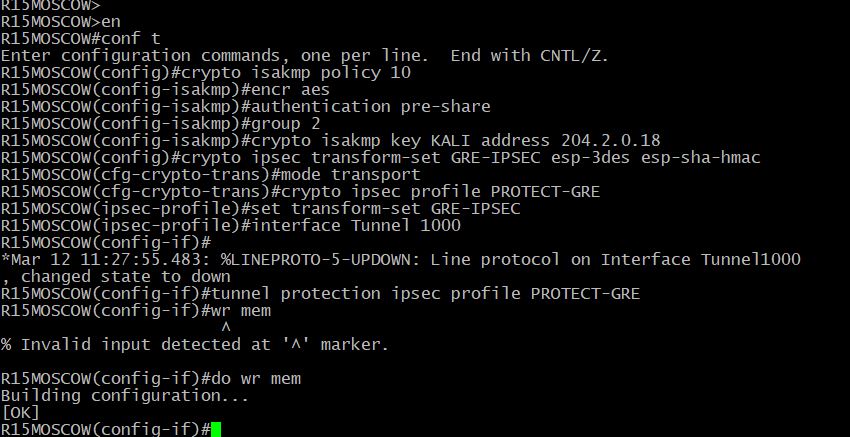 R15MOSCOW>
R15MOSCOW>en
R15MOSCOW#conf t
Enter configuration commands, one per line.  End with CNTL/Z.
R15MOSCOW(config)#crypto isakmp policy 10
R15MOSCOW(config-isakmp)#encr aes
R15MOSCOW(config-isakmp)#authentication pre-share
R15MOSCOW(config-isakmp)#group 2
R15MOSCOW(config-isakmp)#crypto isakmp key KALI address 204.2.0.18
R15MOSCOW(config)#crypto ipsec transform-set GRE-IPSEC esp-3des esp-sha-hmac
R15MOSCOW(cfg-crypto-trans)#mode transport
R15MOSCOW(cfg-crypto-trans)#crypto ipsec profile PROTECT-GRE
R15MOSCOW(ipsec-profile)#set transform-set GRE-IPSEC
R15MOSCOW(ipsec-profile)#interface Tunnel 1000
R15MOSCOW(config-if)#
*Mar 12 11:27:55.483: %LINEPROTO-5-UPDOWN: Line protocol on Interface Tunnel1000
, changed state to down
R15MOSCOW(config-if)#tunnel protection ipsec profile PROTECT-GRE
R15MOSCOW(config-if)#wr mem
^
% Invalid input detected at '^' marker.
R15MOSCOW(config-if)#do wr mem
Building configuration...
[OK]
R15MOSCOW(config-if)#